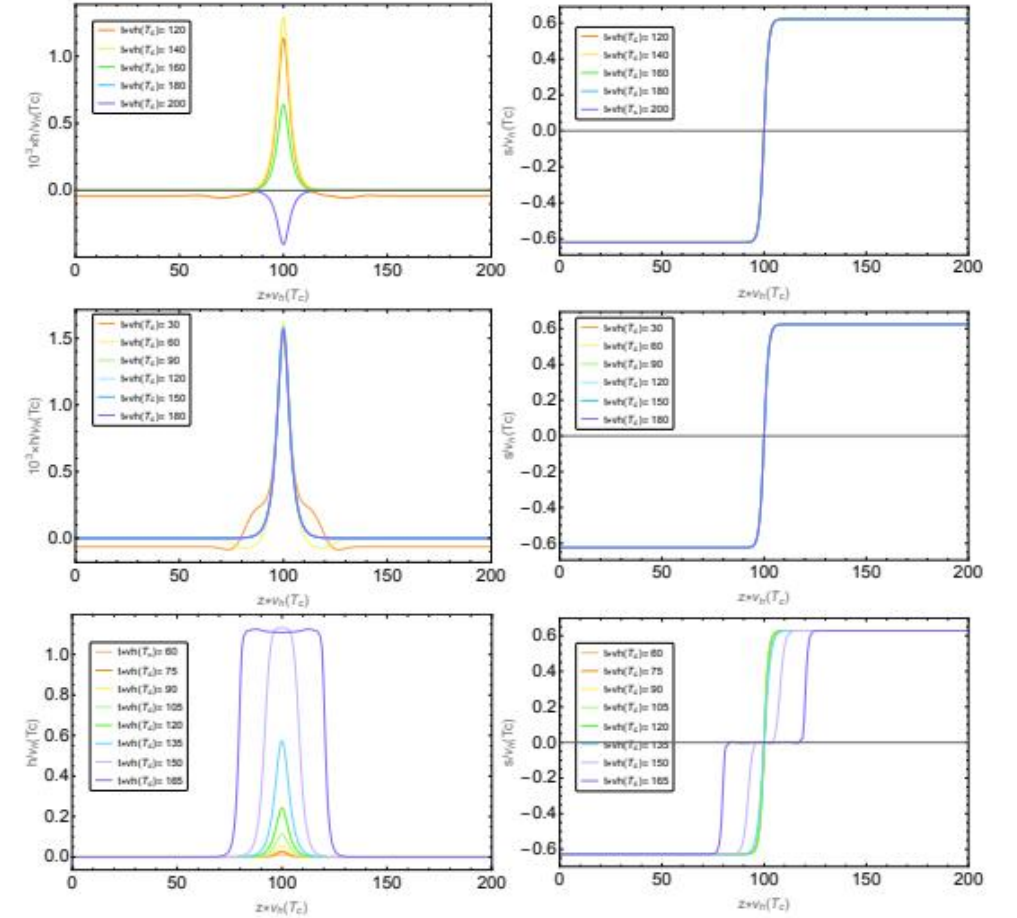 t*vh(Tc)= 120
t*vh(Tc)= 140
t*vh(Tc)= 160
t*vh(Tc)= 180
t*vh(Tc)= 200
1.0
0.5
0.0
10³×h/vh(Tc)
0 50 100 150 200
z*vh(Tc)
t*vh(Tc)= 120
t*vh(Tc)= 140
t*vh(Tc)= 160
t*vh(Tc)= 180
t*vh(Tc)= 200
0.6
0.4
0.2
0.0
-0.2
-0.4
-0.6
s/vh(Tc)
0 50 100 150 200
z*vh(Tc)
t*vh(Tc)= 30
t*vh(Tc)= 60
t*vh(Tc)= 90
t*vh(Tc)= 120
t*vh(Tc)= 150
t*vh(Tc)= 180
1.5
1.0
0.5
0.0
10³×h/vh(Tc)
0 50 100 150 200
z*vh(Tc)
t*vh(Tc)= 30
t*vh(Tc)= 60
t*vh(Tc)= 90
t*vh(Tc)= 120
t*vh(Tc)= 150
t*vh(Tc)= 180
0.6
0.4
0.2
0.0
-0.2
-0.4
-0.6
s/vh(Tc)
0 50 100 150 200
z*vh(Tc)
t*vh(Tc)= 60
t*vh(Tc)= 75
t*vh(Tc)= 90
t*vh(Tc)= 105
t*vh(Tc)= 120
t*vh(Tc)= 135
t*vh(Tc)= 150
t*vh(Tc)= 165
1.0
0.8
0.6
0.4
0.2
0.0
h/vh(Tc)
0 50 100 150 200
z*vh(Tc)
t*vh(Tc)= 60
t*vh(Tc)= 75
t*vh(Tc)= 90
t*vh(Tc)= 105
t*vh(Tc)= 120
t*vh(Tc)= 135
t*vh(Tc)= 150
t*vh(Tc)= 165
0.6
0.4
0.2
0.0
-0.2
-0.4
-0.6
s/vh(Tc)
0 50 100 150 200
z*vh(Tc)